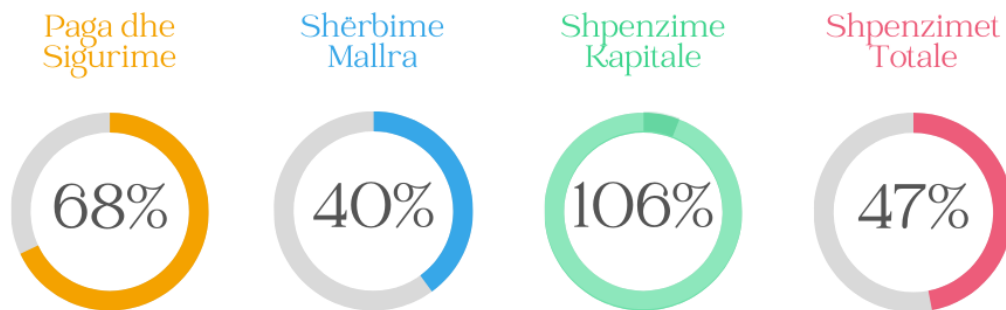 Paga dhe
Sigurime
68%
Shërbime
Mallra
40%
Shpenzime
Kapitale
106%
Shpenzimet
Totale
47%